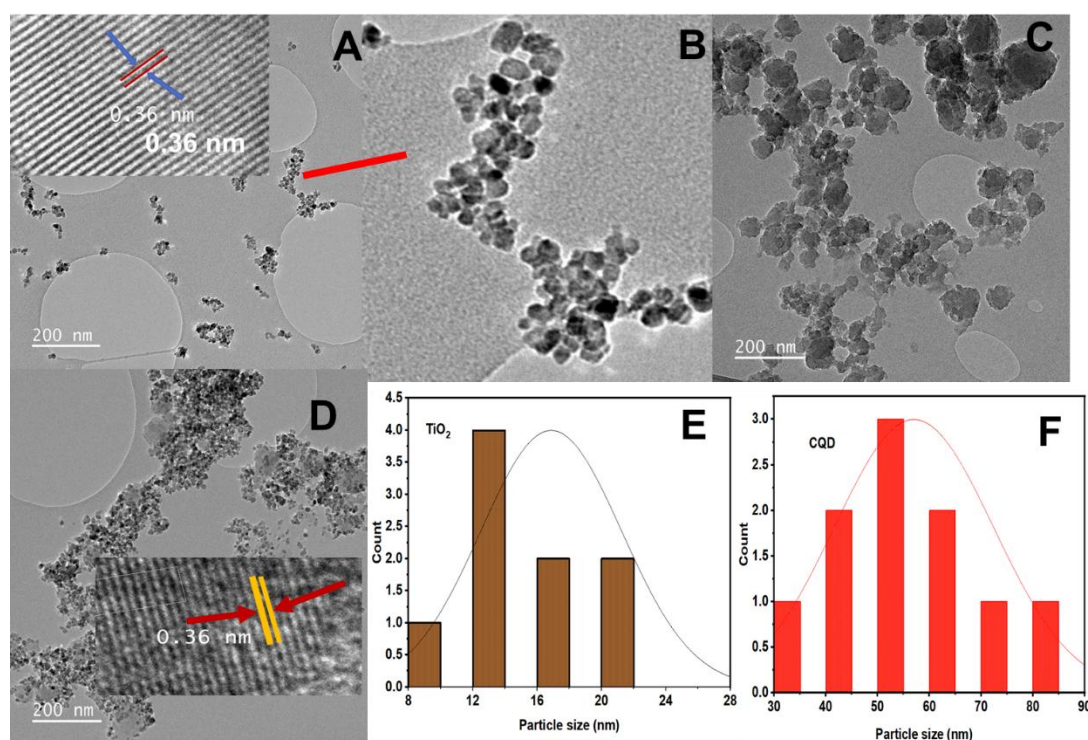 A
0.36 nm
0.36 nm
200 nm
B
C
200 nm
D
0.36 nm
200 nm
E
TiO₂
4.5
4.0
3.5
3.0
2.5
2.0
1.5
1.0
0.5
0.0
Count
8 12 16 20 24 28
Particle size (nm)
F
CQD
3.0
2.5
2.0
1.5
1.0
0.5
0.0
Count
30 40 50 60 70 80 90
Particle size (nm)